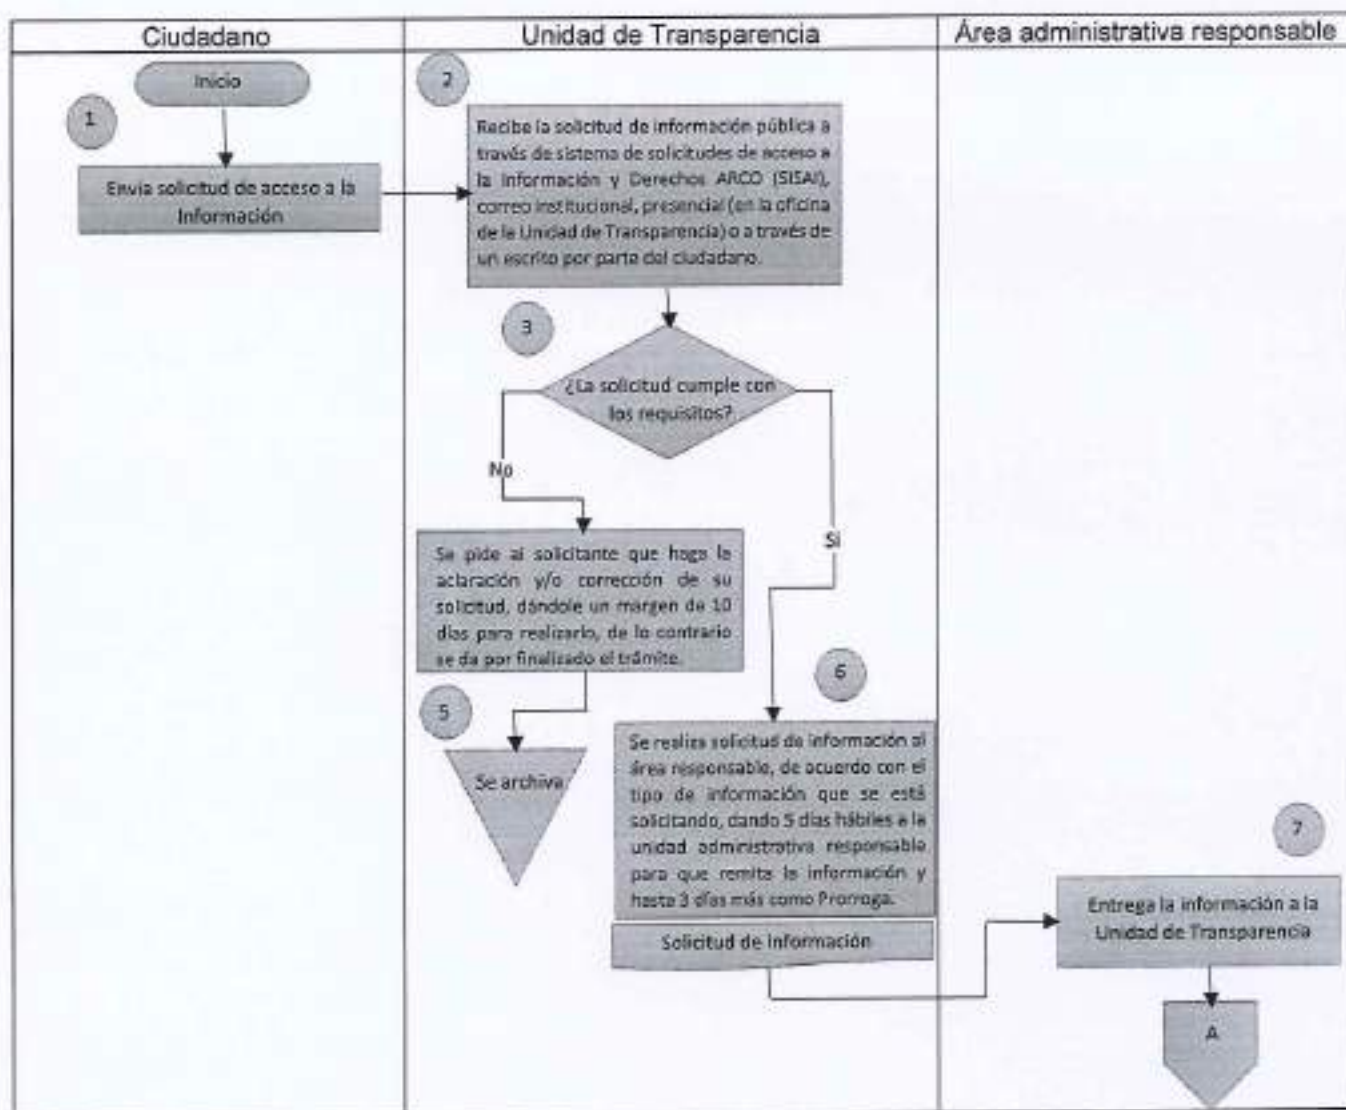 Ciudadano
Unidad de Transparencia
Área administrativa responsable
Inicio
1
Envía solicitud de acceso a la
Información
2
Recibe la solicitud de información pública a
través de sistema de solicitudes de acceso a
la Información y Derechos ARCO (SISAI),
correo institucional, presencial (en la oficina
de la Unidad de Transparencia) o a través de
un escrito por parte del ciudadano.
3
¿La solicitud cumple con
los requisitos?
No
Si
Se pide al solicitante que haga la
aclaración y/o corrección de su
solicitud, dándole un margen de 10
días para realizarlo, de lo contrario
se da por finalizado el trámite.
5
Se archiva
6
Se realiza solicitud de información al
área responsable, de acuerdo con el
tipo de información que se está
solicitando, dando 5 días hábiles a la
unidad administrativa responsable
para que remita la información y
hasta 3 días más como Prorroga.
Solicitud de Información
7
Entrega la información a la
Unidad de Transparencia
A